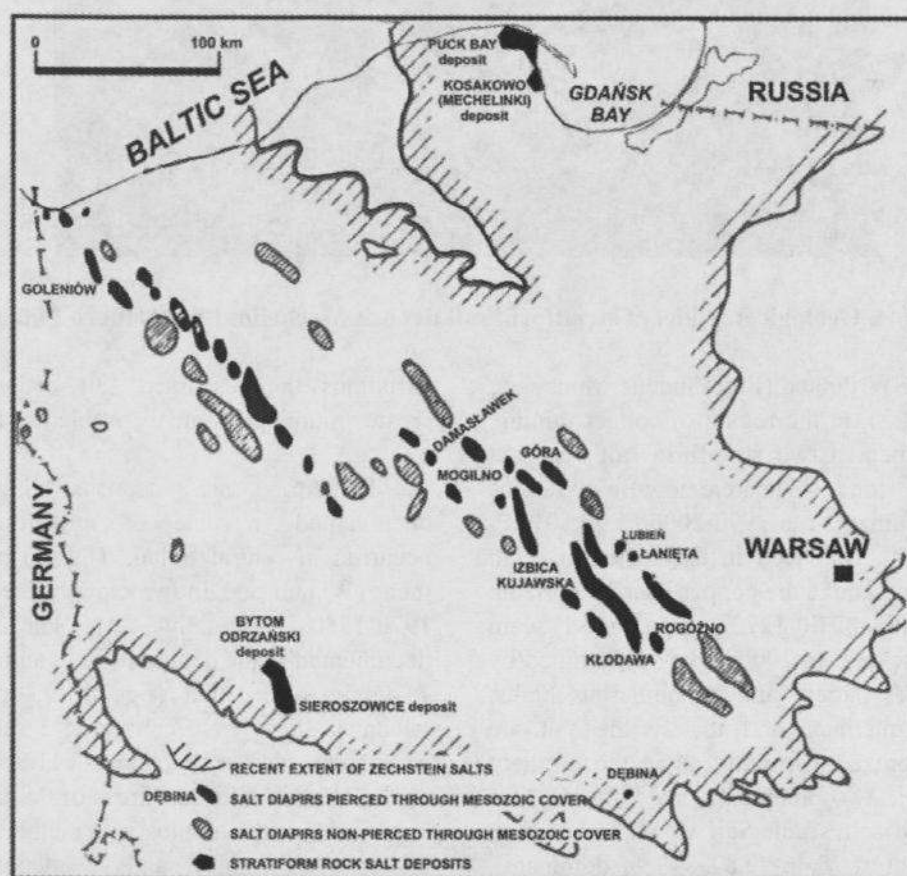 0 100 km
PUCK BAY
deposit
KOSAKOWO
(MECHELINKI)
deposit
GDAŃSK
BAY
RUSSIA
BALTIC SEA
GOLENIÓW
DAMASŁAWEK
GÓRA
MOGILNO
LUBIEŃ
ŁANIĘTA
WARSAW
IZBICA
KUJAWSKA
GERMANY
ROGOŹNO
BYTOM
ODRZAŃSKI
deposit
KŁODAWA
SIEROSZOWICE deposit
RECENT EXTENT OF ZECHSTEIN SALTS
DĘBINA
DĘBINA SALT DIAPIRS PIERCED THROUGH MESOZOIC COVER
SALT DIAPIRS NON-PIERCED THROUGH MESOZOIC COVER
STRATIFORM ROCK SALT DEPOSITS